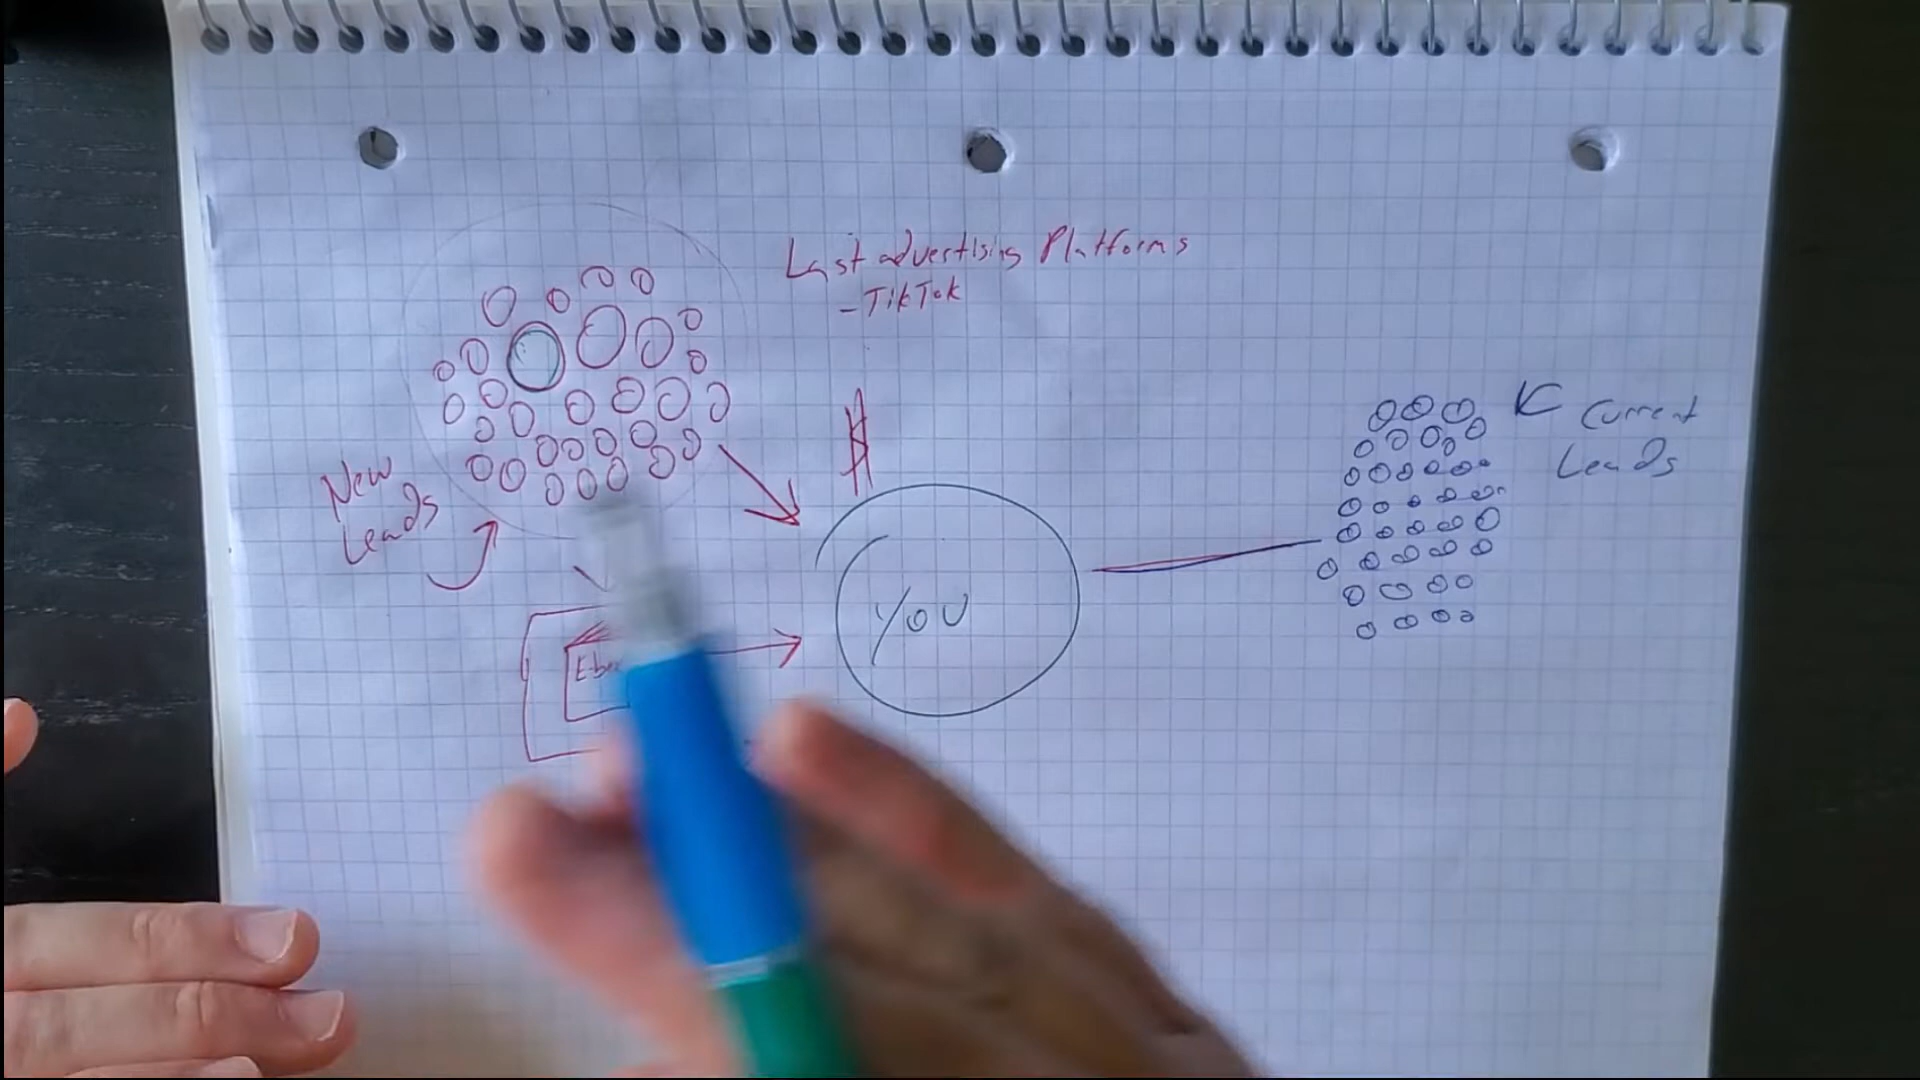 Last advertising Platforms
- TikTok
$
New
Leads
Current
Leads
YOU